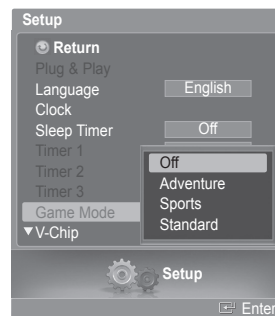 Setup
Return
Plug & Play
Language English
Clock
Sleep Timer Off
Timer 1
Timer 2
Timer 3
Game Mode
▼V-Chip
Off
Adventure
Sports
Standard
Setup
Enter